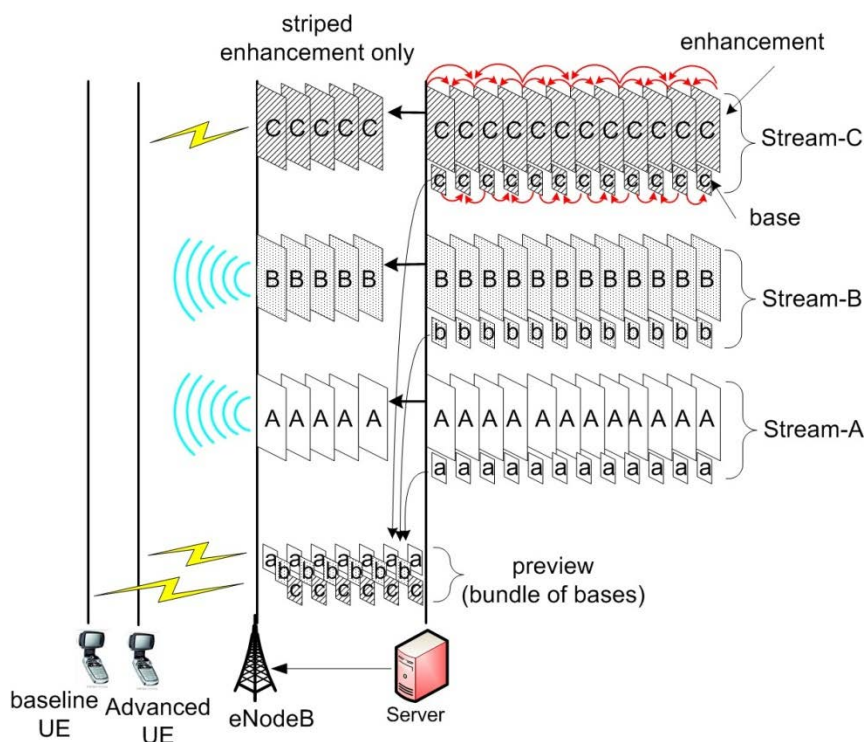 striped
enhancement only
enhancement
C C C C C
C C C C C C C C C C C C
Stream-C
c c c c c c c c c c c c
base
B B B B B
B B B B B B B B B B B B
Stream-B
b b b b b b b b b b b b
A A A A A
A A A A A A A A A A A A
Stream-A
a a a a a a a a a a a a
a a a a a a a
b b b b b b
c c c c c c
preview
(bundle of bases)
baseline
UE
Advanced
UE
eNodeB
Server